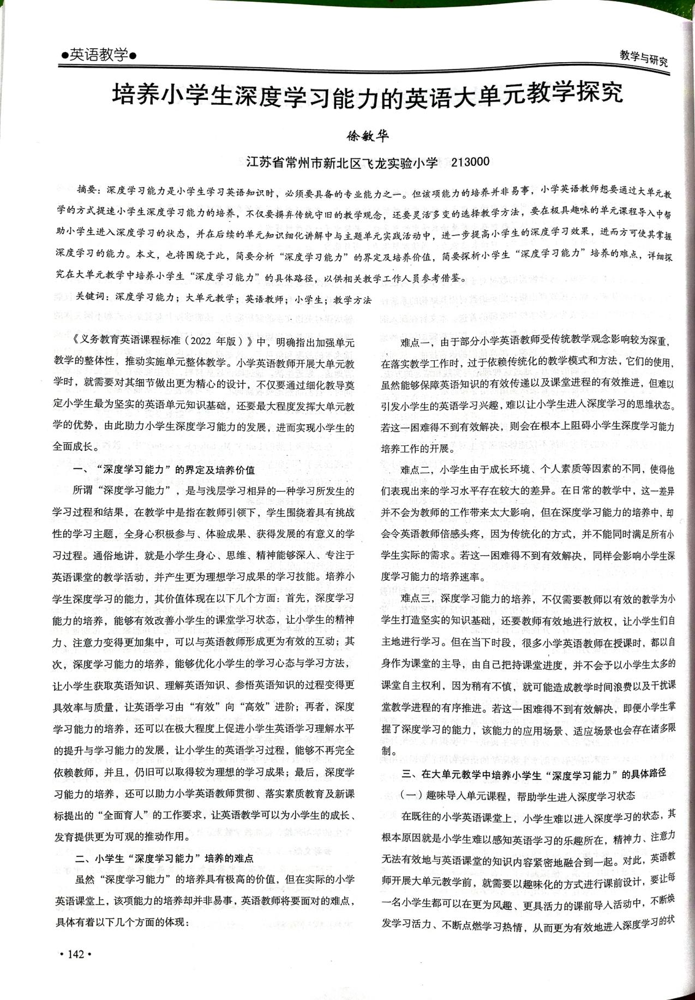 ●英语教学●
教学与研究
培养小学生深度学习能力的英语大单元教学探究
徐敏华
江苏省常州市新北区飞龙实验小学 213000
摘要：深度学习能力是小学生学习英语知识时，必须要具备的专业能力之一。但该项能力的培养并非易事，小学英语教师想要通过大单元教
学的方式提速小学生深度学习能力的培养，不仅要摒弃传统守旧的教学观念，还要灵活多变的选择教学方法，要在极具趣味的单元课程导入中帮
助小学生进入深度学习的状态，并在后续的单元知识细化讲解中与主题单元实践活动中，进一步提高小学生的深度学习效果，进而方可使其掌握
深度学习的能力。本文，也将围绕于此，简要分析“深度学习能力”的界定及培养价值，简要探析小学生“深度学习能力”培养的难点，详细探
究在大单元教学中培养小学生“深度学习能力”的具体路径，以供相关教学工作人员参考借鉴。
关键词：深度学习能力；大单元教学；英语教师；小学生；教学方法
《义务教育英语课程标准（2022 年版）》中，明确指出加强单元
教学的整体性，推动实施单元整体教学。小学英语教师开展大单元教
学时，就需要对其细节做出更为精心的设计，不仅要通过细化教导奠
定小学生最为坚实的英语单元知识基础，还要最大程度发挥大单元教
学的优势，由此助力小学生深度学习能力的发展，进而实现小学生的
全面成长。
一、“深度学习能力”的界定及培养价值
所谓“深度学习能力”，是与浅层学习相异的一种学习所发生的
学习过程和结果，在教学中是指在教师引领下，学生围绕着具有挑战
性的学习主题，全身心积极参与、体验成果、获得发展的有意义的学
习过程。通俗地讲，就是小学生身心、思维、精神能够深入、专注于
英语课堂的教学活动，并产生更为理想学习成果的学习技能。培养小
学生深度学习的能力，其价值体现在以下几个方面：首先，深度学习
能力的培养，能够有效改善小学生的课堂学习状态，让小学生的精神
力、注意力变得更加集中，可以与英语教师形成更为有效的互动；其
次，深度学习能力的培养，能够优化小学生的学习心态与学习方法，
让小学生获取英语知识、理解英语知识、参悟英语知识的过程变得更
具效率与质量，让英语学习由“有效”向“高效”进阶；再者，深度
学习能力的培养，还可以在极大程度上促进小学生英语学习理解水平
的提升与学习能力的发展，让小学生的英语学习过程，能够不再完全
依赖教师，并且，仍旧可以取得较为理想的学习成果；最后，深度学
习能力的培养，还可以助力小学英语教师贯彻、落实素质教育及新课
标提出的“全面育人”的工作要求，让英语教学可以为小学生的成长、
发育提供更为可观的推动作用。
二、小学生“深度学习能力”培养的难点
虽然“深度学习能力”的培养具有极高的价值，但在实际的小学
英语课堂上，该项能力的培养却并非易事，英语教师将要面对的难点，
具体有着以下几个方面的体现：
难点一，由于部分小学英语教师受传统教学观念影响较为深重，
在落实教学工作时，过于依赖传统化的教学模式和方法，它们的使用，
虽然能够保障英语知识的有效传递以及课堂进程的有效推进，但难以
引发小学生的英语学习兴趣，难以让小学生进入深度学习的思维状态。
若这一困难得不到有效解决，则会在根本上阻碍小学生深度学习能力
培养工作的开展。
难点二，小学生由于成长环境、个人素质等因素的不同，使得他
们表现出来的学习水平存在较大的差异。在日常的教学中，这一差异
并不会为教师的工作带来太大影响，但在深度学习能力的培养中，却
会令英语教师倍感头疼，因为传统化的方式，并不能同时满足所有小
学生实际的需求。若这一困难得不到有效解决，同样会影响小学生深
度学习能力的培养速率。
难点三，深度学习能力的培养，不仅需要教师以有效的教学为小
学生打造坚实的知识基础，还要教师有效地进行放权，让小学生们自
主地进行学习。但在当下时段，很多小学英语教师在授课时，都以自
身作为课堂的主导，由自己把持课堂进度，并不会予以小学生太多的
课堂自主权利，因为稍有不慎，就可能造成教学时间浪费以及干扰课
堂教学进程的有序推进。若这一困难得不到有效解决，即便小学生掌
握了深度学习的能力，该能力的应用场景、适应场景也会存在诸多限
制。
三、在大单元教学中培养小学生“深度学习能力”的具体路径
（一）趣味导入单元课程，帮助学生进入深度学习状态
在既往的小学英语课堂上，小学生难以进入深度学习的状态，其
根本原因就是小学生难以感知英语学习的乐趣所在，精神力、注意力
无法有效地与英语课堂的知识内容紧密地融合到一起。对此，英语教
师开展大单元教学前，就需要以趣味化的方式进行课前设计，要让每
一名小学生都可以在更为风趣、更具活力的课前导入活动中，不断焕
发学习活力、不断点燃学习热情，从而更为有效地进入深度学习的状
·142·